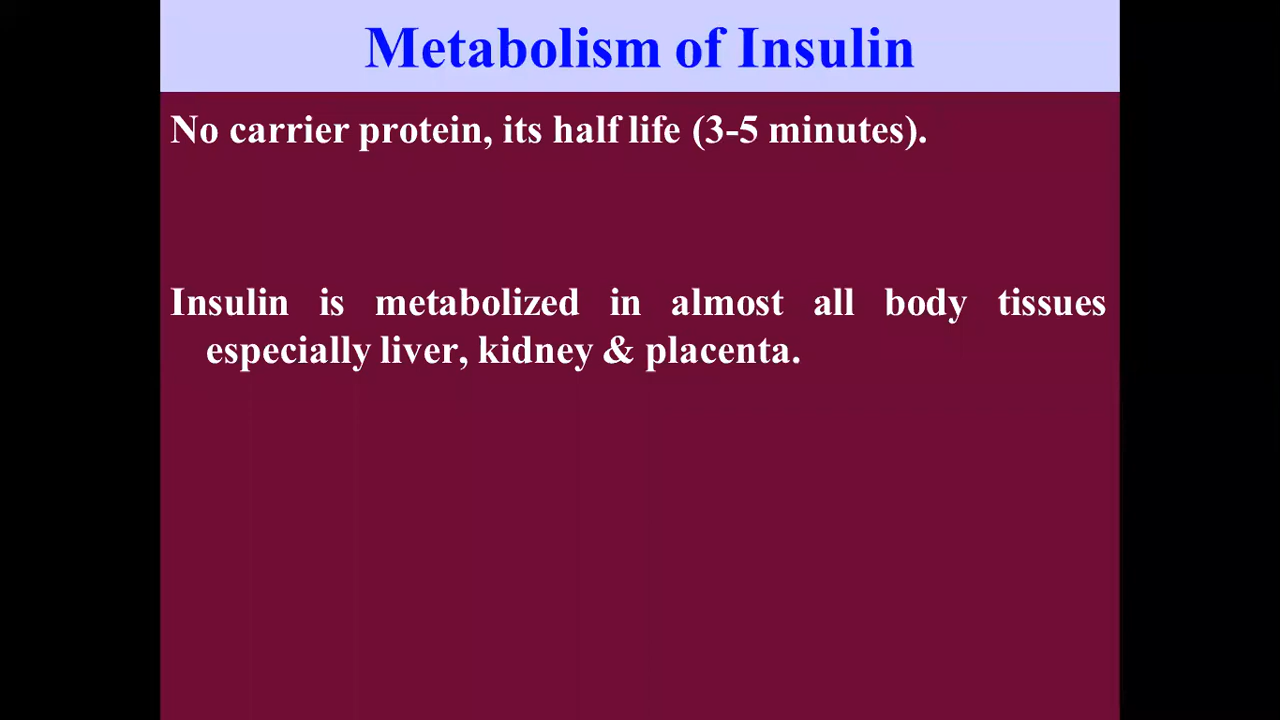 Metabolism of Insulin
No carrier protein, its half life (3-5 minutes).
Insulin is metabolized in almost all body tissues
especially liver, kidney & placenta.